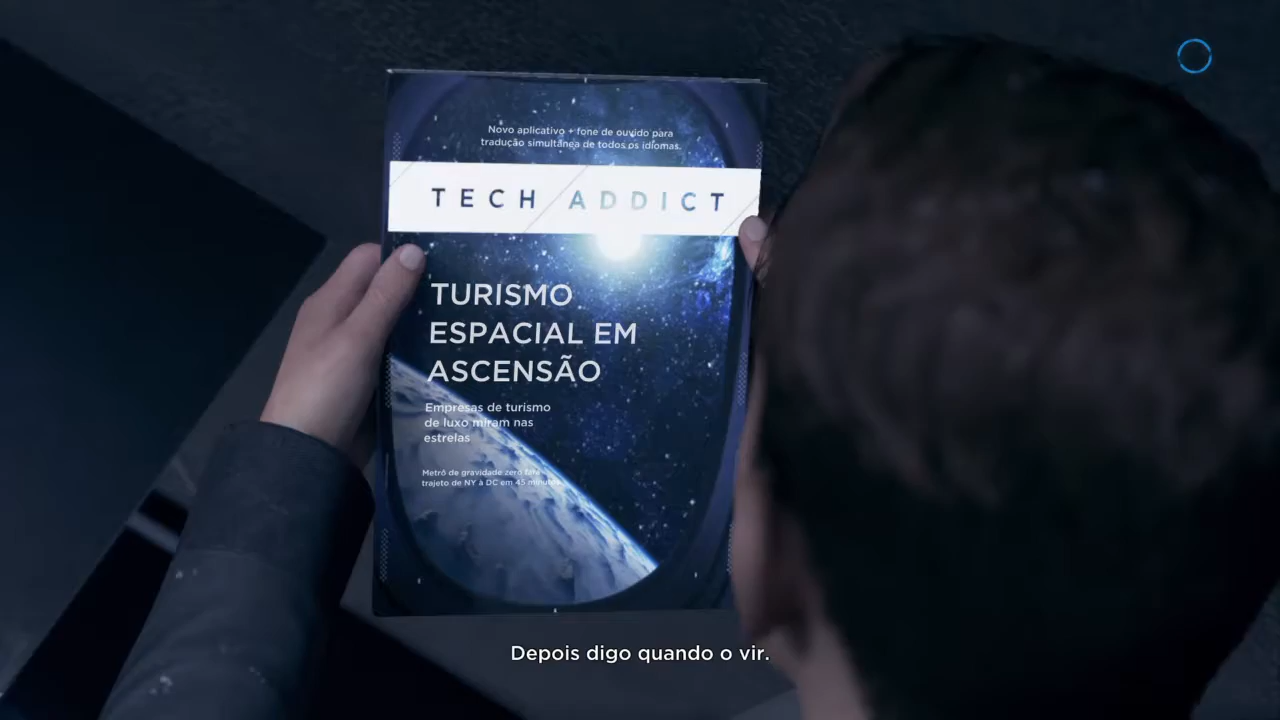 Novo aplicativo + fone de ouvido para
tradução simultânea de todos os idiomas.
TECH ADDICT
TURISMO
ESPACIAL EM
ASCENSÃO
Empresas de turismo
de luxo miram nas
estrelas
Metrô de gravidade zero fará
trajeto de NY à DC em 45 minutos
Depois digo quando o vir.